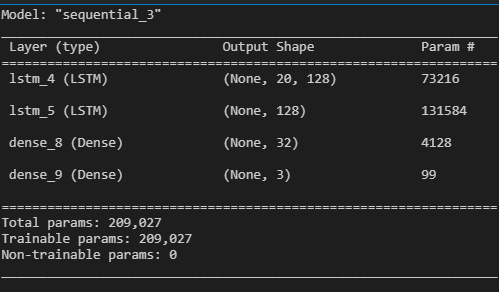 Model: "sequential_3"
Layer (type) Output Shape Param #
lstm_4 (LSTM) (None, 20, 128) 73216
lstm_5 (LSTM) (None, 128) 131584
dense_8 (Dense) (None, 32) 4128
dense_9 (Dense) (None, 3) 99
Total params: 209,027
Trainable params: 209,027
Non-trainable params: 0